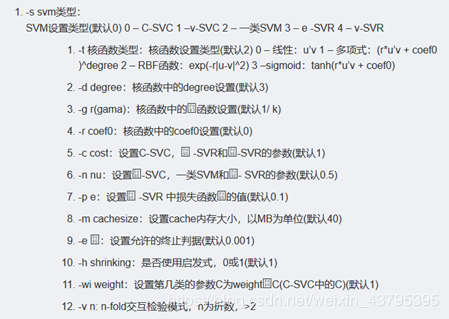 1. -s svm类型：
SVM设置类型(默认0) 0 – C-SVC 1 –v-SVC 2 – 一类SVM 3 – e -SVR 4 – v-SVR
1. -t 核函数类型：核函数设置类型(默认2) 0 – 线性：u'v 1 – 多项式：(r*u'v + coef0
)^degree 2 – RBF函数：exp(-r|u-v|^2) 3 –sigmoid：tanh(r*u'v + coef0)
2. -d degree：核函数中的degree设置(默认3)
3. -g r(gama)：核函数中的函数设置(默认1/ k)
4. -r coef0：核函数中的coef0设置(默认0)
5. -c cost：设置C-SVC， -SVR和-SVR的参数(默认1)
6. -n nu：设置-SVC，一类SVM和- SVR的参数(默认0.5)
7. -p e：设置 -SVR 中损失函数的值(默认0.1)
8. -m cachesize：设置cache内存大小，以MB为单位(默认40)
9. -e ：设置允许的终止判据(默认0.001)
10. -h shrinking：是否使用启发式，0或1(默认1)
11. -wi weight：设置第几类的参数C为weightC(C-SVC中的C)(默认1)
12. -v n: n-fold交互检验模式，n为折数，>2
https://blog.csdn.net/weixin_43795395